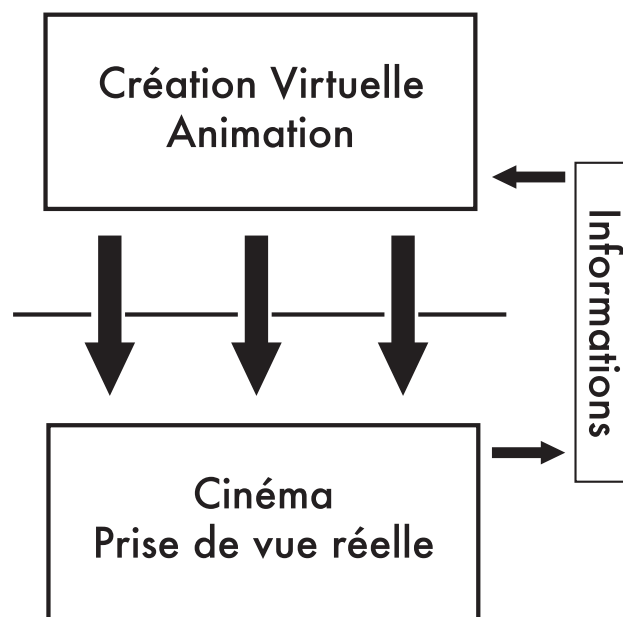 Création Virtuelle
Animation
Informations
Cinéma
Prise de vue réelle